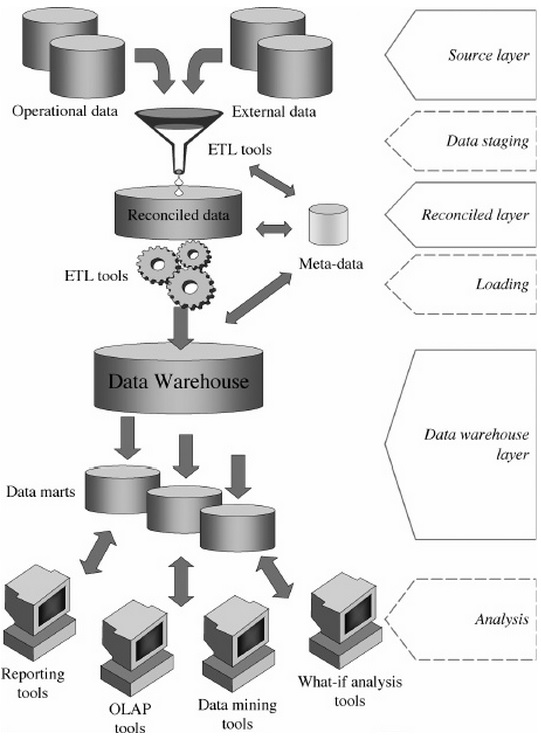 Source layer
Operational data
External data
ETL tools
Data staging
Reconciled data
Reconciled layer
Meta-data
ETL tools
Loading
Data Warehouse
Data warehouse
layer
Data marts
Analysis
Reporting
tools
OLAP
tools
Data mining
tools
What-if analysis
tools